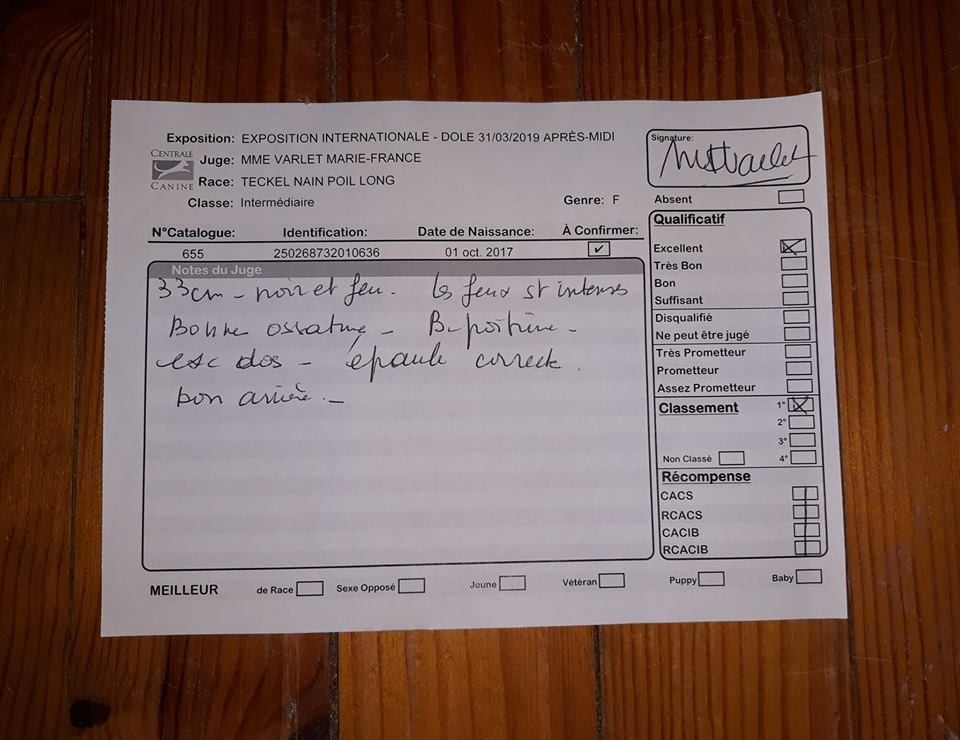 Exposition: EXPOSITION INTERNATIONALE - DOLE 31/03/2019 APRÈS-MIDI
CENTRALE CANINE
Juge: MME VARLET MARIE-FRANCE
Race: TECKEL NAIN POIL LONG
Classe: Intermédiaire Genre: F
Signature:
Absent
N°Catalogue: Identification: Date de Naissance: À Confirmer:
655 250268732010636 01 oct. 2017 ✓
Notes du Juge
33cm - noir et feu. les feux st intenses
Bonne ossature - B. poitrine -
exc dos - épaule correcte.
bon arrière. -
Qualificatif
Excellent
Très Bon
Bon
Suffisant
Disqualifié
Ne peut être jugé
Très Prometteur
Prometteur
Assez Prometteur
Classement 1°
2°
3°
Non Classé 4°
Récompense
CACS
RCACS
CACIB
RCACIB
MEILLEUR de Race Sexe Opposé Jeune Vétéran Puppy Baby